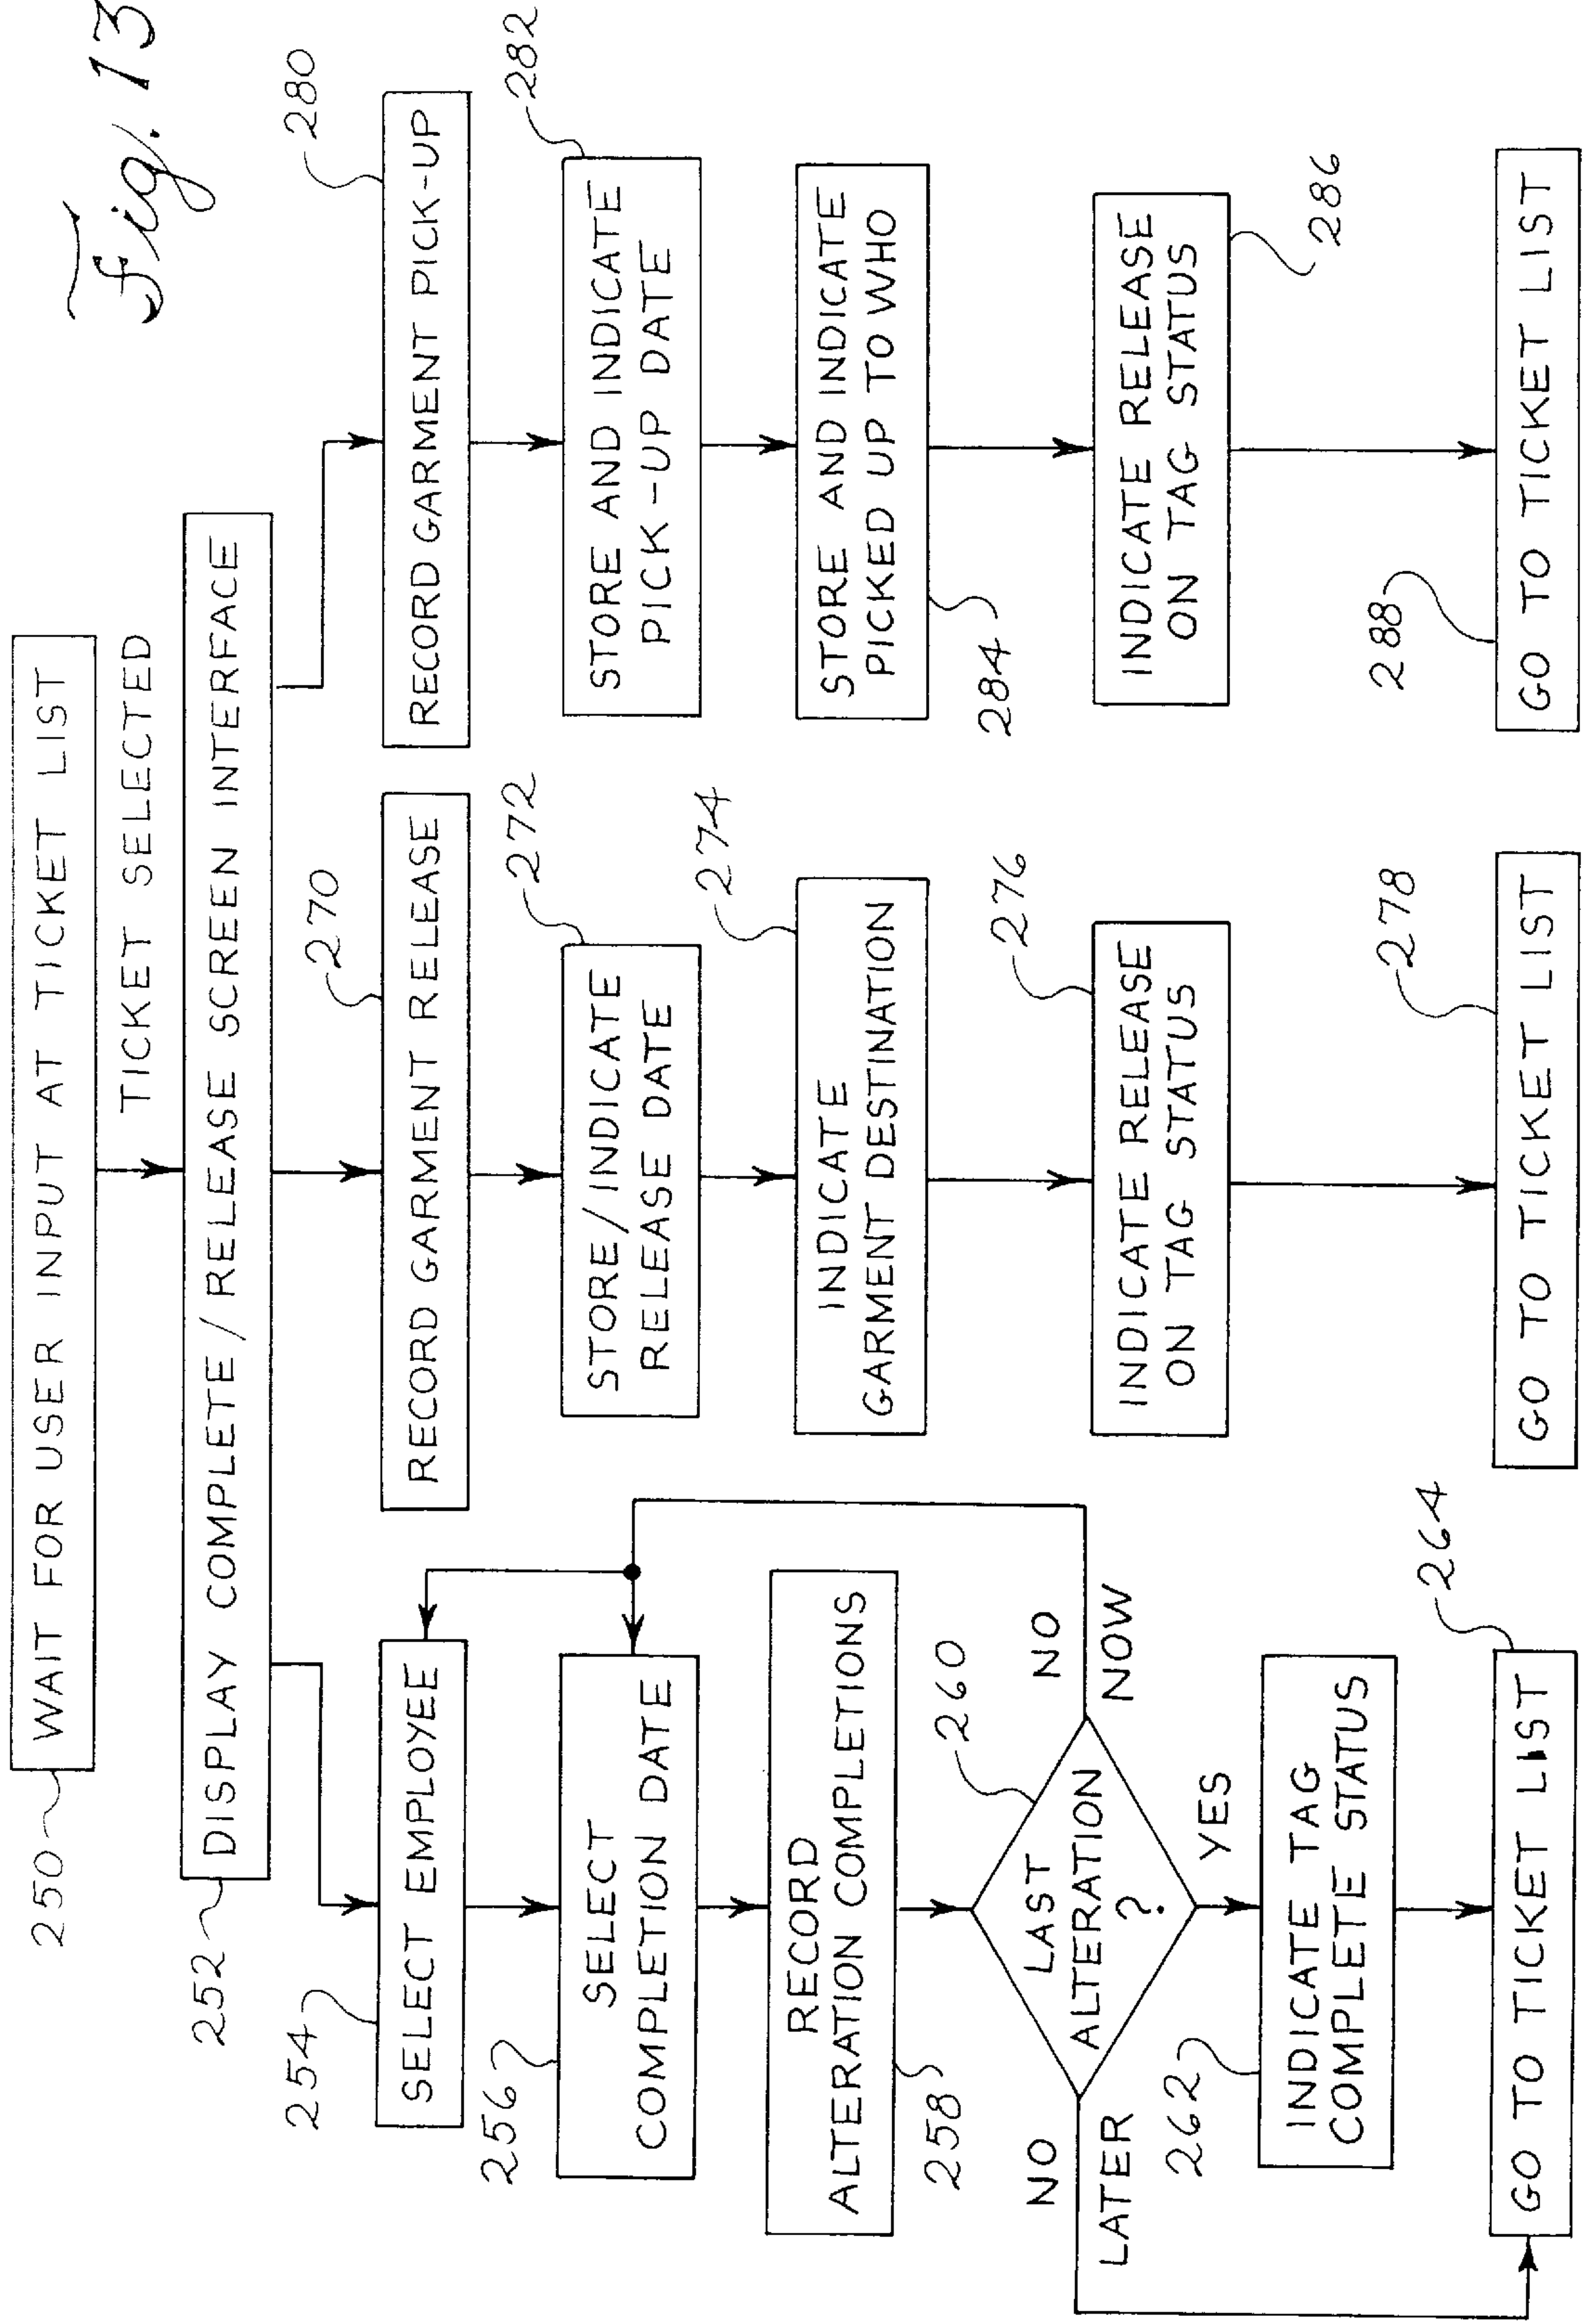 Fig. 13
250
WAIT FOR USER INPUT AT TICKET LIST
TICKET SELECTED
252
DISPLAY COMPLETE/RELEASE SCREEN INTERFACE
254
SELECT EMPLOYEE
256
SELECT
COMPLETION DATE
RECORD
ALTERATION COMPLETIONS
258
260
LAST
ALTERATION
?
NO
LATER
NO
NOW
YES
262
INDICATE TAG
COMPLETE STATUS
264
GO TO TICKET LIST
270
RECORD GARMENT RELEASE
272
STORE/INDICATE
RELEASE DATE
274
INDICATE
GARMENT DESTINATION
276
INDICATE RELEASE
ON TAG STATUS
278
GO TO TICKET LIST
280
RECORD GARMENT PICK-UP
282
STORE AND INDICATE
PICK-UP DATE
STORE AND INDICATE
PICKED UP TO WHO
284
INDICATE RELEASE
ON TAG STATUS
286
288
GO TO TICKET LIST